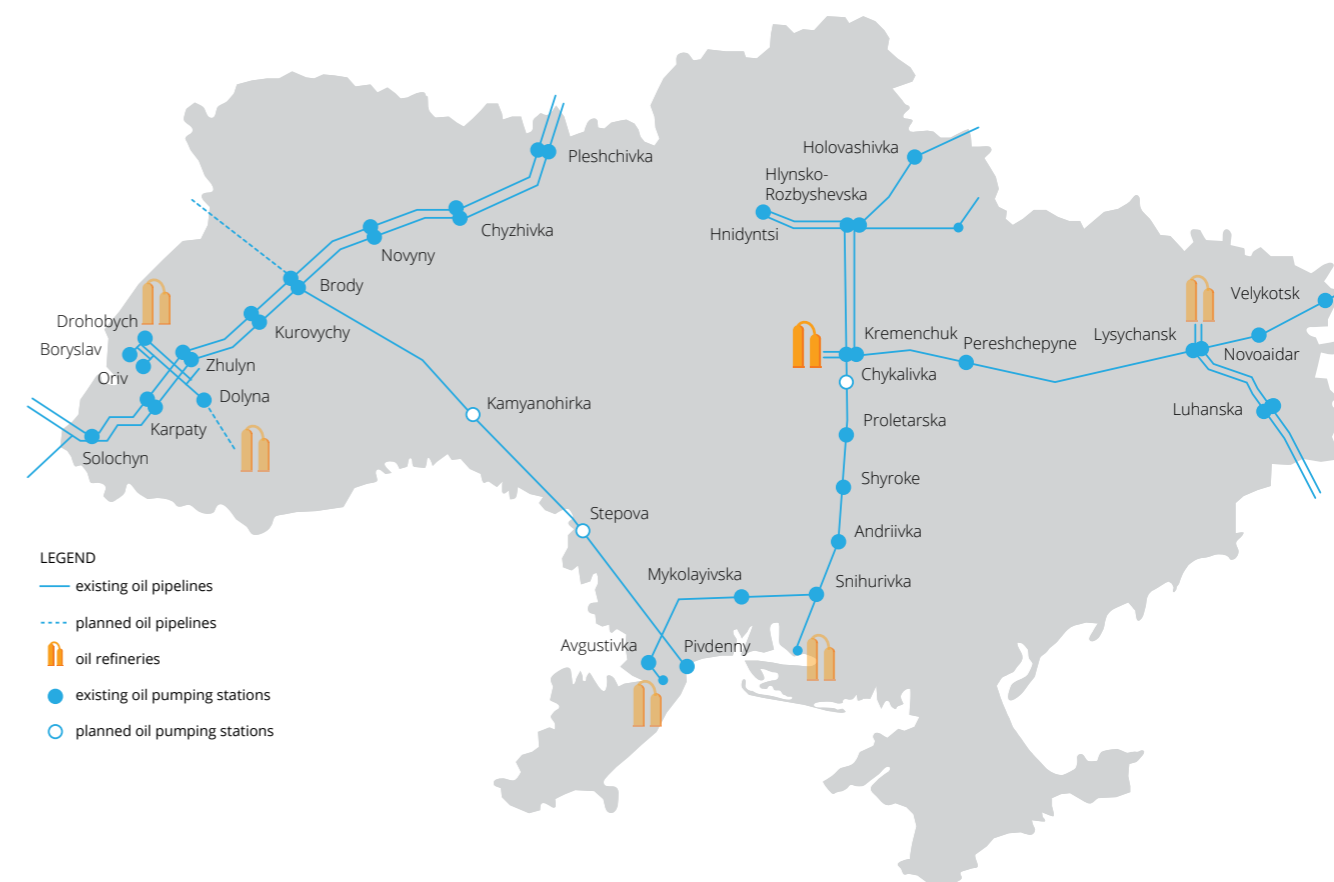 Pleshchivka
Chyzhivka
Novyny
Brody
Kurovychy
Drohobych
Boryslav
Oriv
Zhulyn
Dolyna
Karpaty
Solochyn
Kamyanohirka
Stepova
Holovashivka
Hlynsko-
Rozbyshevska
Hnidyntsi
Kremenchuk
Pereshchepyne
Chykalivka
Lysychansk
Velykotsk
Novoaidar
Luhanska
Proletarska
Shyroke
Andriivka
Mykolayivska
Snihurivka
Avgustivka
Pivdenny
LEGEND
existing oil pipelines
planned oil pipelines
oil refineries
existing oil pumping stations
planned oil pumping stations